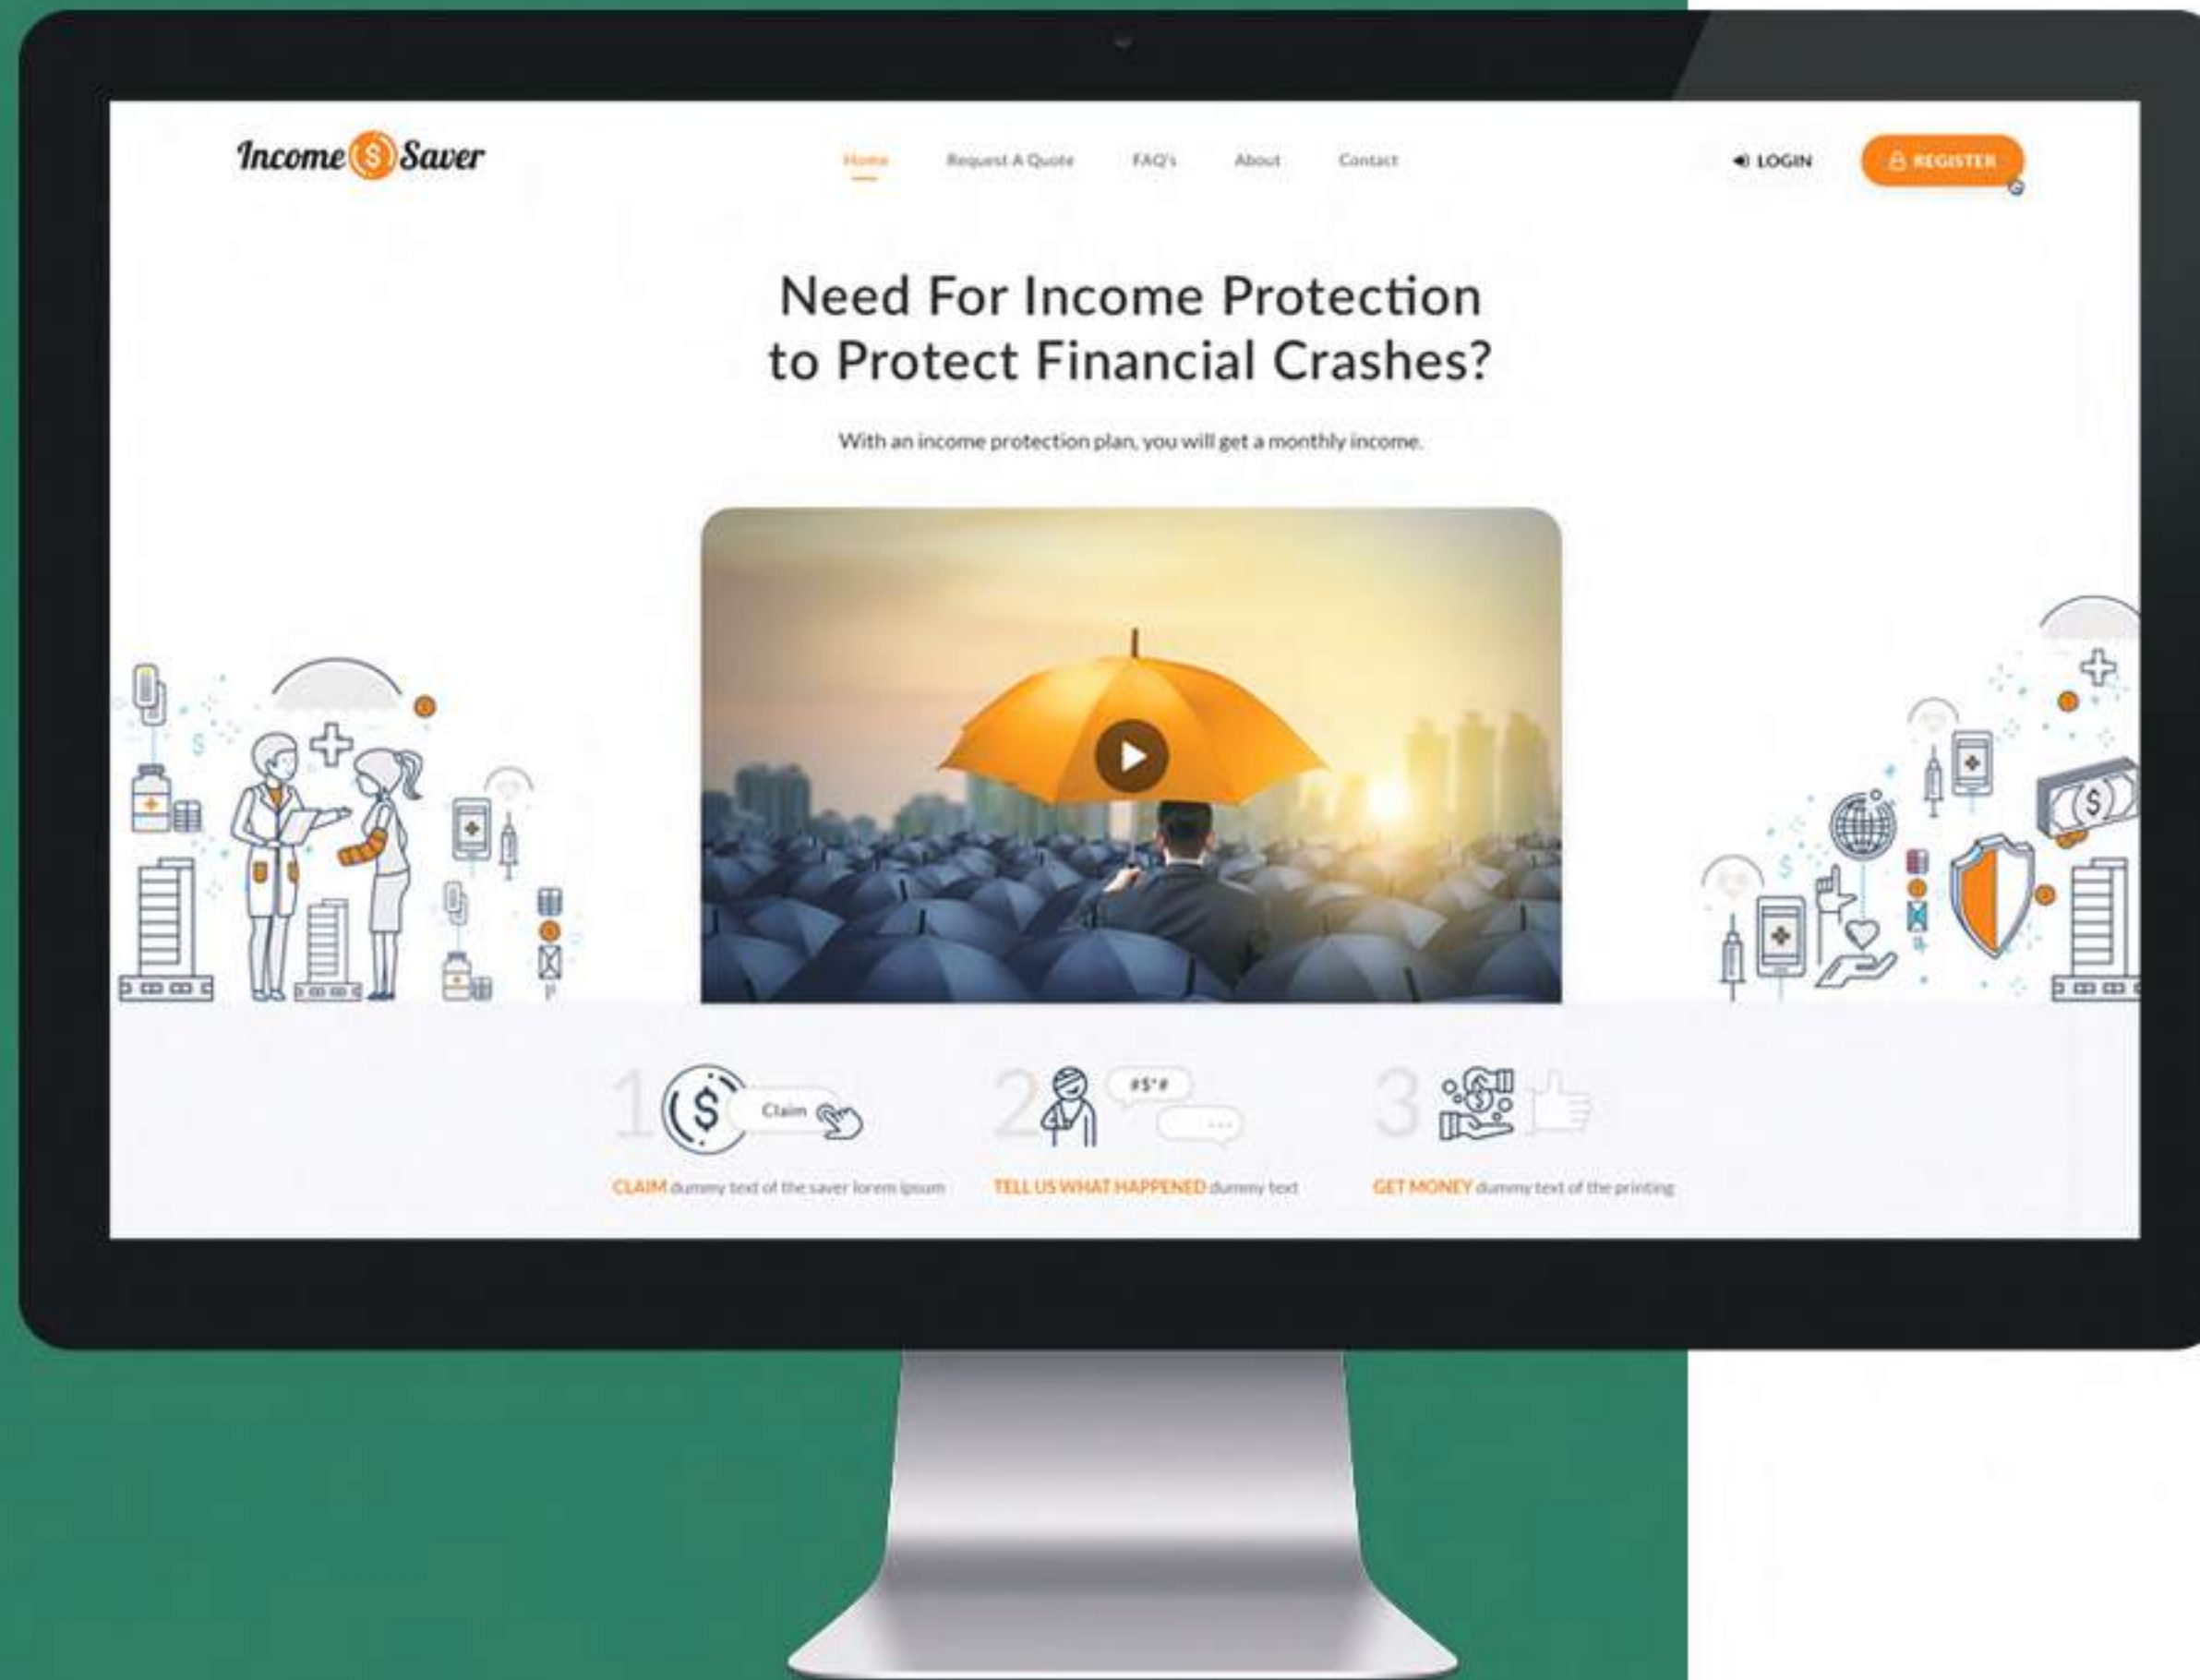 Income $ Saver
Home Request A Quote FAQ's About Contact
LOGIN
REGISTER
Need For Income Protection
to Protect Financial Crashes?
With an income protection plan, you will get a monthly income.
1 $ Claim
2 #$*# ...
3
CLAIM dummy text of the saver lorem ipsum
TELL US WHAT HAPPENED dummy text
GET MONEY dummy text of the printing